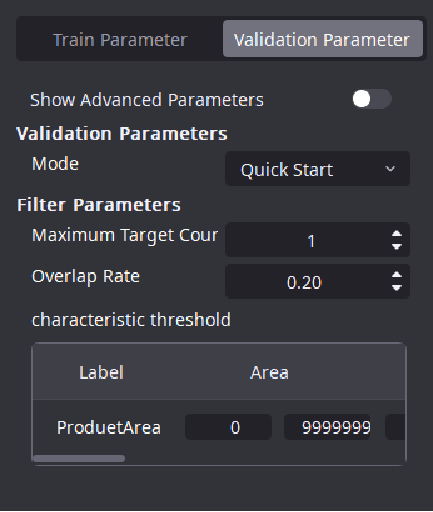 Train Parameter Validation Parameter
Show Advanced Parameters
Validation Parameters
Mode Quick Start
Filter Parameters
Maximum Target Cour 1
Overlap Rate 0.20
characteristic threshold
Label Area
ProduetArea 0 9999999